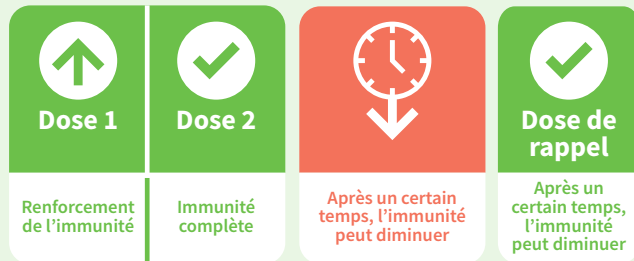 Dose 1
Renforcement
de l’immunité
Dose 2
Immunité
complète
Après un certain
temps, l’immunité
peut diminuer
Dose de
rappel
Après un
certain temps,
l’immunité
peut diminuer